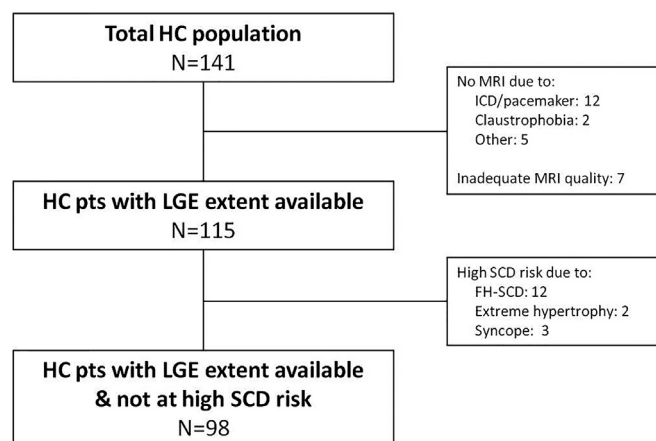 Total HC population
N=141
No MRI due to:
ICD/pacemaker: 12
Claustrophobia: 2
Other: 5
Inadequate MRI quality: 7
HC pts with LGE extent available
N=115
High SCD risk due to:
FH-SCD: 12
Extreme hypertrophy: 2
Syncope: 3
HC pts with LGE extent available
& not at high SCD risk
N=98